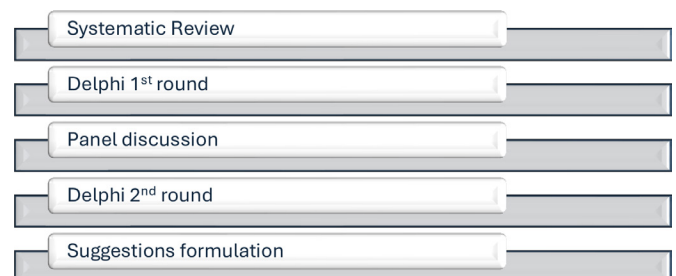 Systematic Review
Delphi 1st round
Panel discussion
Delphi 2nd round
Suggestions formulation